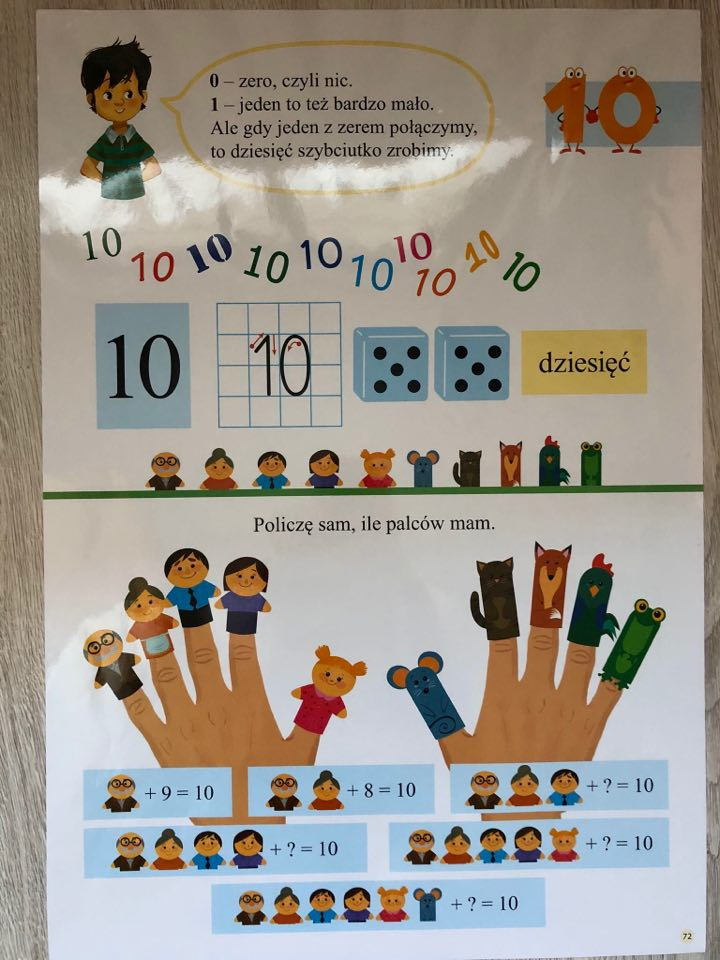 0 – zero, czyli nic.
1 – jeden to też bardzo mało.
Ale gdy jeden z zerem połączymy,
to dziesięć szybciutko zrobimy.
10
10 10 10 10 10 10 10 10 10 10
10 10 dziesięć
Policzę sam, ile palców mam.
+ 9 = 10 + 8 = 10 + ? = 10
+ ? = 10 + ? = 10
+ ? = 10
72